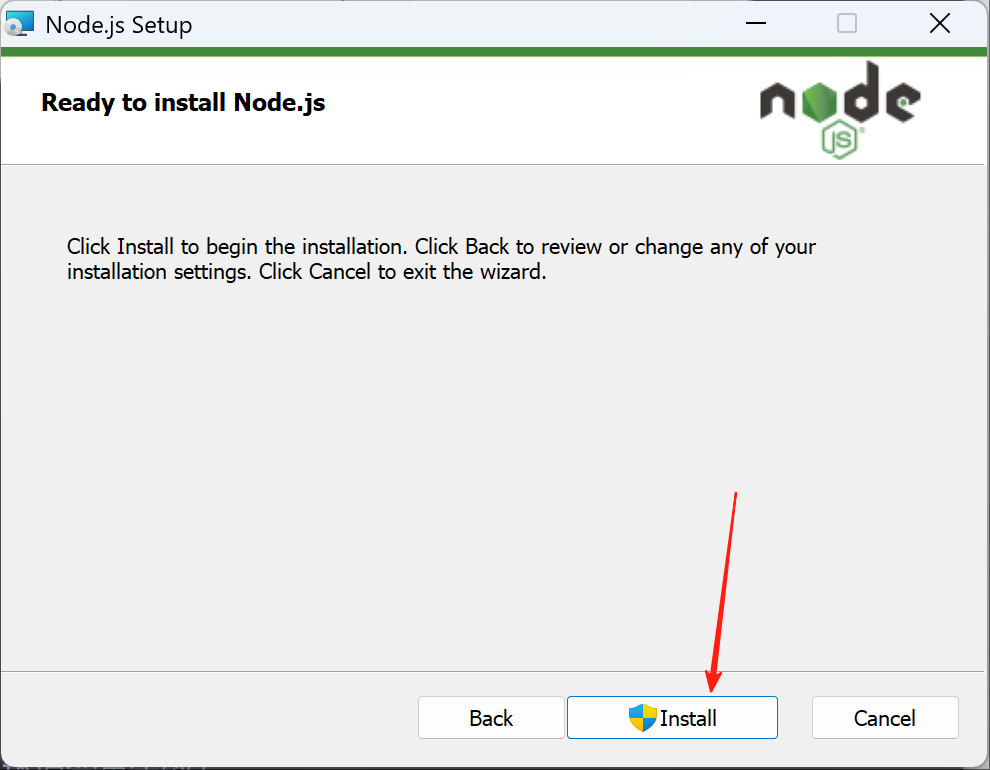 Node.js Setup
Ready to install Node.js
node
JS
Click Install to begin the installation. Click Back to review or change any of your
installation settings. Click Cancel to exit the wizard.
Back
Install
Cancel